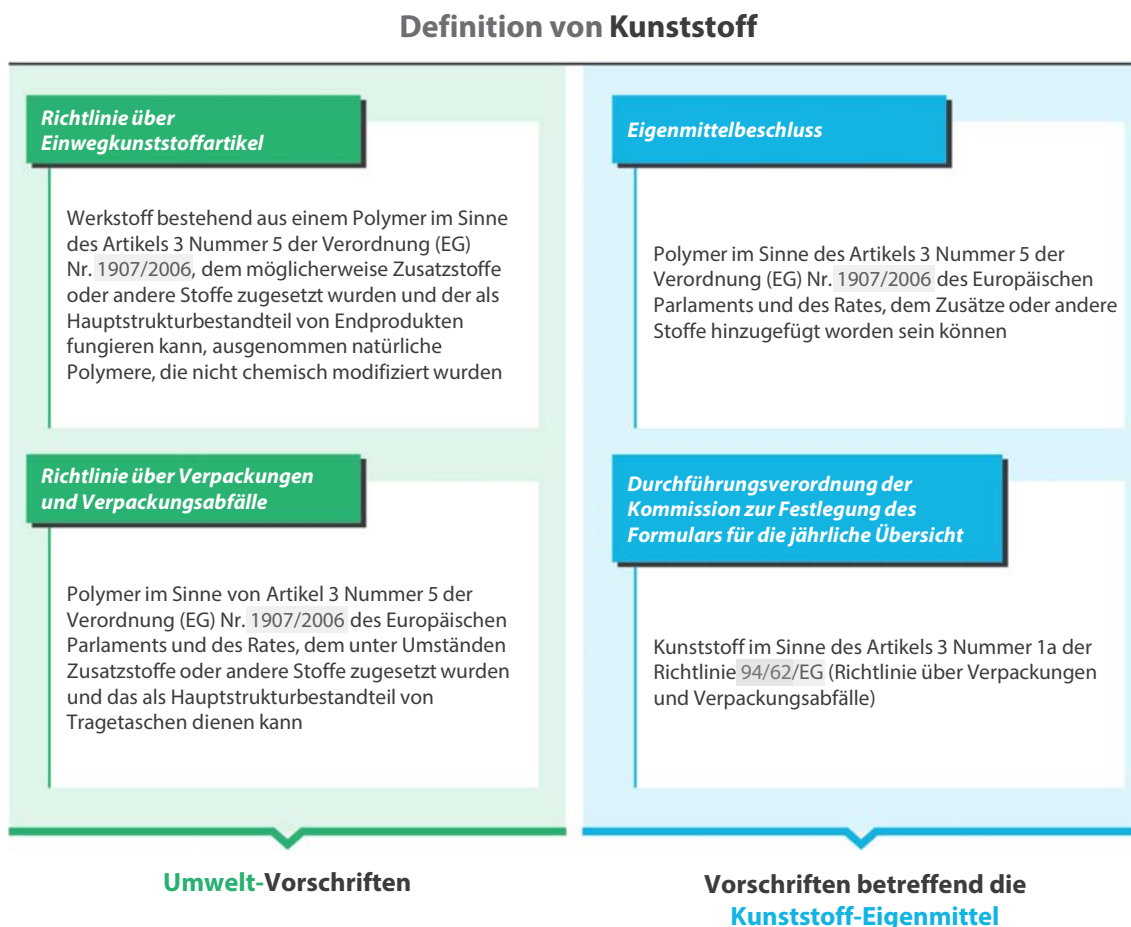 Definition von Kunststoff
Richtlinie über
Einwegkunststoffartikel
Werkstoff bestehend aus einem Polymer im Sinne
des Artikels 3 Nummer 5 der Verordnung (EG)
Nr. 1907/2006, dem möglicherweise Zusatzstoffe
oder andere Stoffe zugesetzt wurden und der als
Hauptstrukturbestandteil von Endprodukten
fungieren kann, ausgenommen natürliche
Polymere, die nicht chemisch modifiziert wurden
Richtlinie über Verpackungen
und Verpackungsabfälle
Polymer im Sinne von Artikel 3 Nummer 5 der
Verordnung (EG) Nr. 1907/2006 des Europäischen
Parlaments und des Rates, dem unter Umständen
Zusatzstoffe oder andere Stoffe zugesetzt wurden
und das als Hauptstrukturbestandteil von
Tragetaschen dienen kann
Umwelt-Vorschriften
Eigenmittelbeschluss
Polymer im Sinne des Artikels 3 Nummer 5 der
Verordnung (EG) Nr. 1907/2006 des Europäischen
Parlaments und des Rates, dem Zusätze oder andere
Stoffe hinzugefügt worden sein können
Durchführungsverordnung der
Kommission zur Festlegung des
Formulars für die jährliche Übersicht
Kunststoff im Sinne des Artikels 3 Nummer 1a der
Richtlinie 94/62/EG (Richtlinie über Verpackungen
und Verpackungsabfälle)
Vorschriften betreffend die
Kunststoff-Eigenmittel